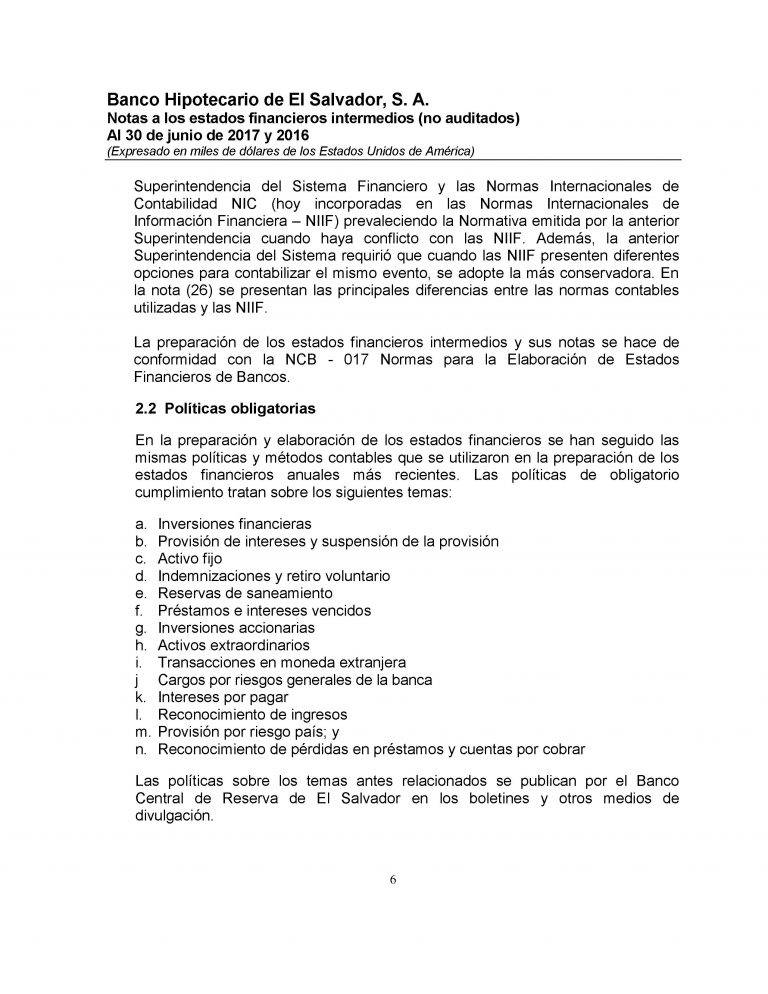 Banco Hipotecario de El Salvador, S. A.
Notas a los estados financieros intermedios (no auditados)
Al 30 de junio de 2017 y 2016
(Expresado en miles de dólares de los Estados Unidos de América)
Superintendencia del Sistema Financiero y las Normas Internacionales de
Contabilidad NIC (hoy incorporadas en las Normas Internacionales de
Información Financiera – NIIF) prevaleciendo la Normativa emitida por la anterior
Superintendencia cuando haya conflicto con las NIIF. Además, la anterior
Superintendencia del Sistema requirió que cuando las NIIF presenten diferentes
opciones para contabilizar el mismo evento, se adopte la más conservadora. En
la nota (26) se presentan las principales diferencias entre las normas contables
utilizadas y las NIIF.
La preparación de los estados financieros intermedios y sus notas se hace de
conformidad con la NCB - 017 Normas para la Elaboración de Estados
Financieros de Bancos.
2.2 Políticas obligatorias
En la preparación y elaboración de los estados financieros se han seguido las
mismas políticas y métodos contables que se utilizaron en la preparación de los
estados financieros anuales más recientes. Las políticas de obligatorio
cumplimiento tratan sobre los siguientes temas:
a. Inversiones financieras
b. Provisión de intereses y suspensión de la provisión
c. Activo fijo
d. Indemnizaciones y retiro voluntario
e. Reservas de saneamiento
f. Préstamos e intereses vencidos
g. Inversiones accionarias
h. Activos extraordinarios
i. Transacciones en moneda extranjera
j Cargos por riesgos generales de la banca
k. Intereses por pagar
l. Reconocimiento de ingresos
m. Provisión por riesgo país; y
n. Reconocimiento de pérdidas en préstamos y cuentas por cobrar
Las políticas sobre los temas antes relacionados se publican por el Banco
Central de Reserva de El Salvador en los boletines y otros medios de
divulgación.
6